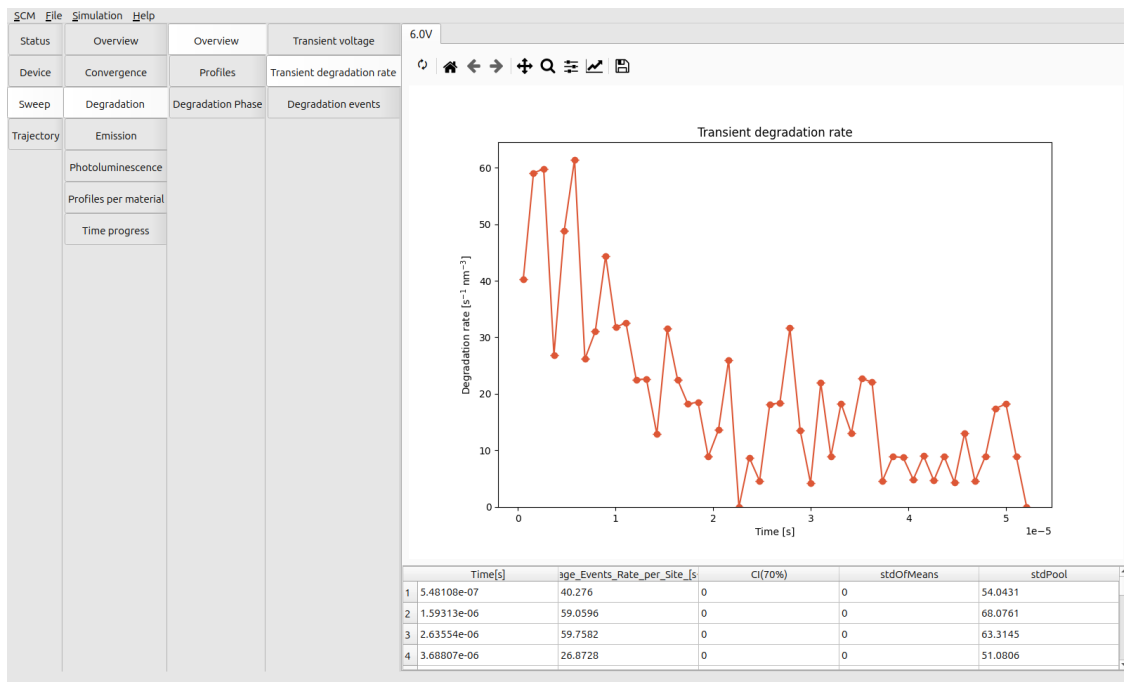 SCM File Simulation Help
Status Overview Overview Transient voltage 6.0V
Device Convergence Profiles Transient degradation rate
Sweep Degradation Degradation Phase Degradation events
Trajectory Emission
Photoluminescence
Profiles per material
Time progress
Transient degradation rate
60
50
40
30
20
10
0
Degradation rate [s⁻¹ nm⁻³]
0 1 2 3 4 5
Time [s] 1e−5
Time[s] age_Events_Rate_per_Site_[s CI(70%) stdOfMeans stdPool
1 5.48108e-07 40.276 0 0 54.0431
2 1.59313e-06 59.0596 0 0 68.0761
3 2.63554e-06 59.7582 0 0 63.3145
4 3.68807e-06 26.8728 0 0 51.0806